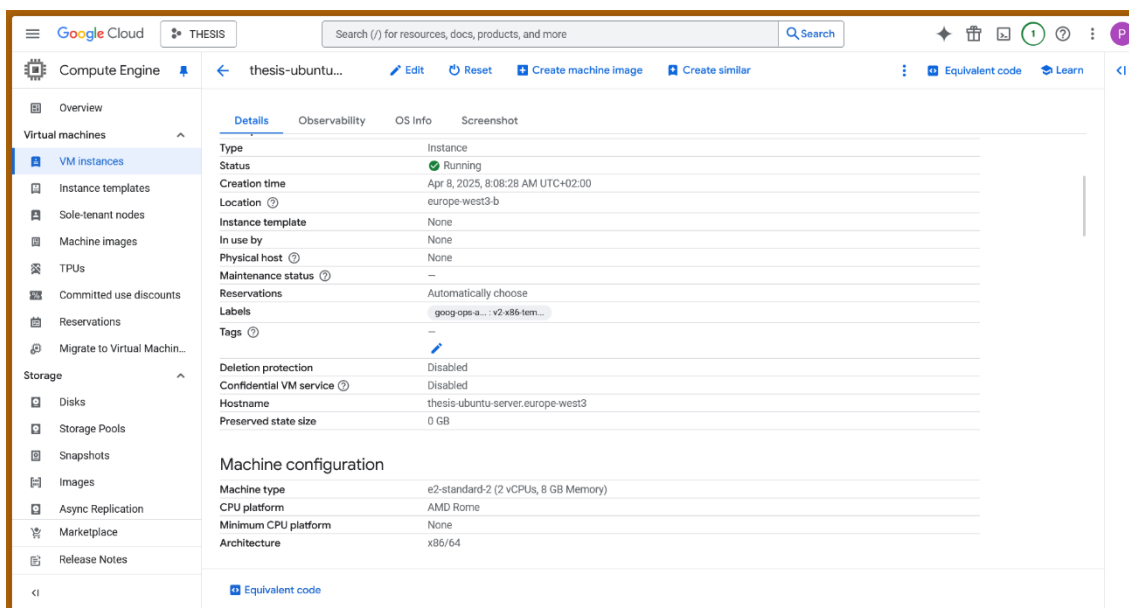 Google Cloud
THESIS
Search (/) for resources, docs, products, and more
Search
1
P
Compute Engine
thesis-ubuntu...
Edit
Reset
Create machine image
Create similar
Equivalent code
Learn
Overview
Virtual machines
VM instances
Instance templates
Sole-tenant nodes
Machine images
TPUs
Committed use discounts
Reservations
Migrate to Virtual Machin...
Storage
Disks
Storage Pools
Snapshots
Images
Async Replication
Marketplace
Release Notes
Details Observability OS Info Screenshot
Type Instance
Status Running
Creation time Apr 8, 2025, 8:08:28 AM UTC+02:00
Location europe-west3-b
Instance template None
In use by None
Physical host None
Maintenance status —
Reservations Automatically choose
Labels goog-ops-a... : v2-x86-tem...
Tags —
Deletion protection Disabled
Confidential VM service Disabled
Hostname thesis-ubuntu-server.europe-west3
Preserved state size 0 GB
Machine configuration
Machine type e2-standard-2 (2 vCPUs, 8 GB Memory)
CPU platform AMD Rome
Minimum CPU platform None
Architecture x86/64
Equivalent code